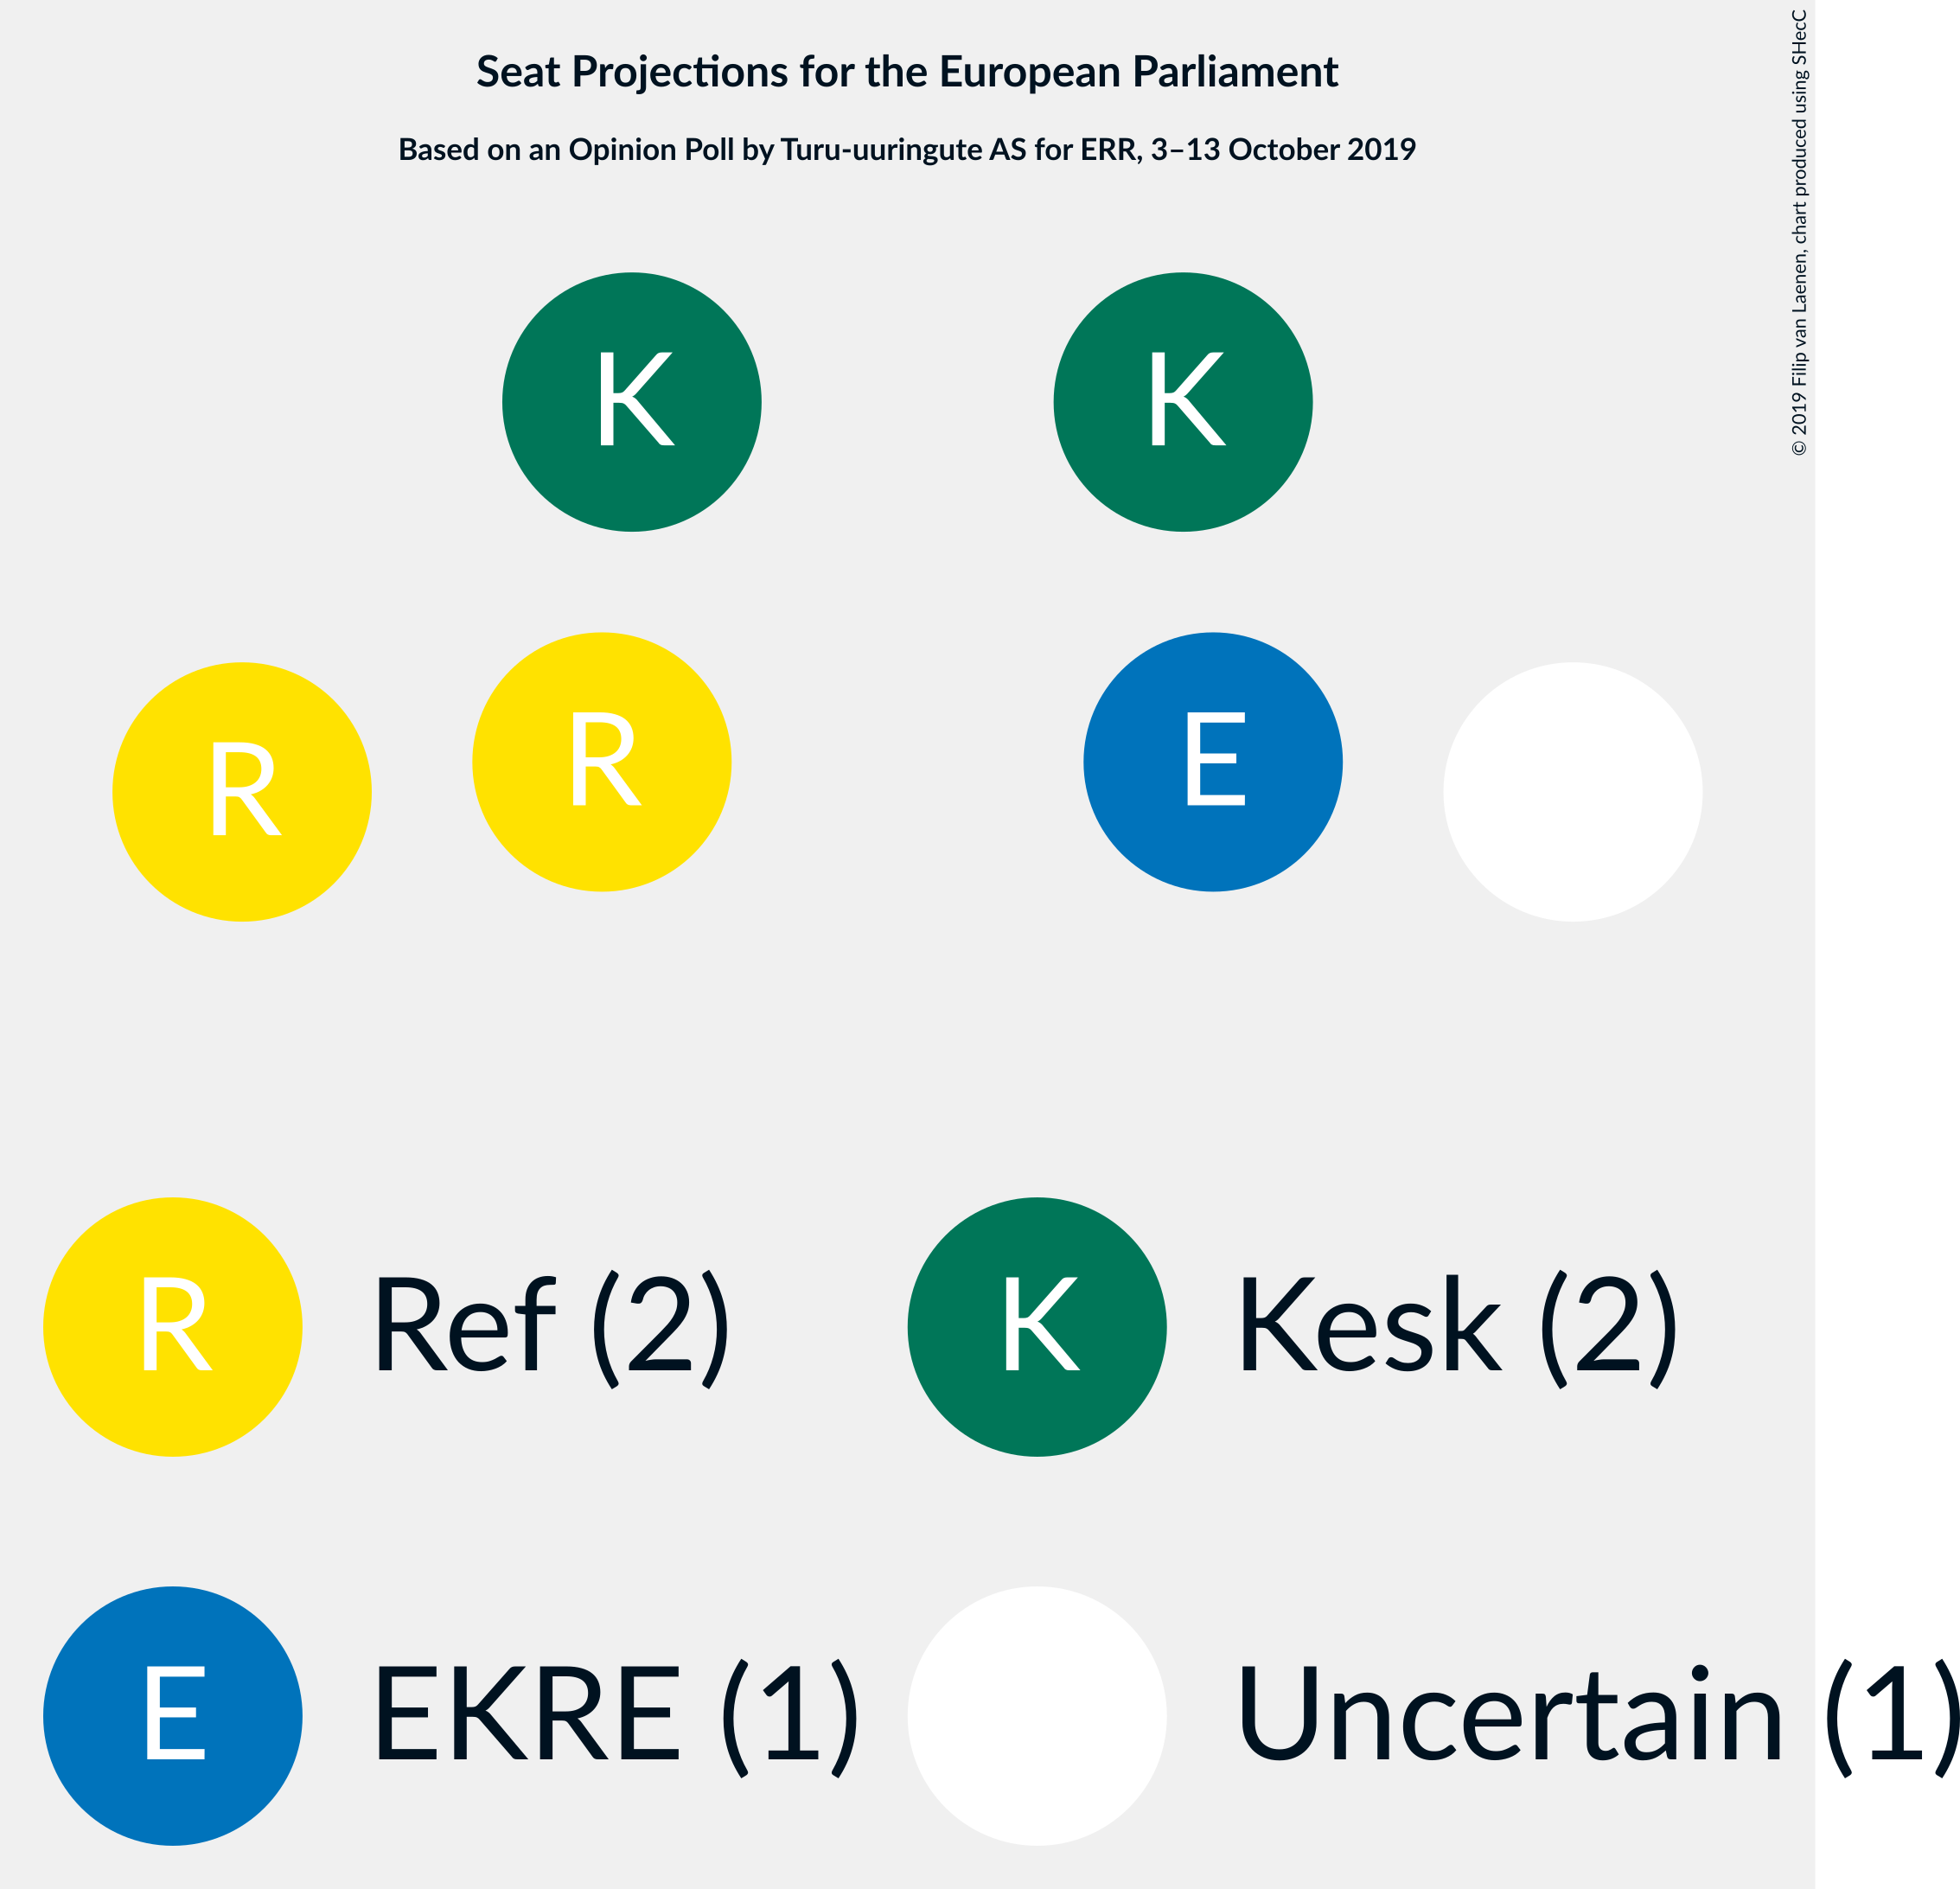 Seat Projections for the European Parliament
Based on an Opinion Poll by Turu-uuringute AS for ERR, 3–13 October 2019
© 2019 Filip van Laenen, chart produced using SHecC
K K
R R E
R Ref (2) K Kesk (2)
E EKRE (1) Uncertain (1)